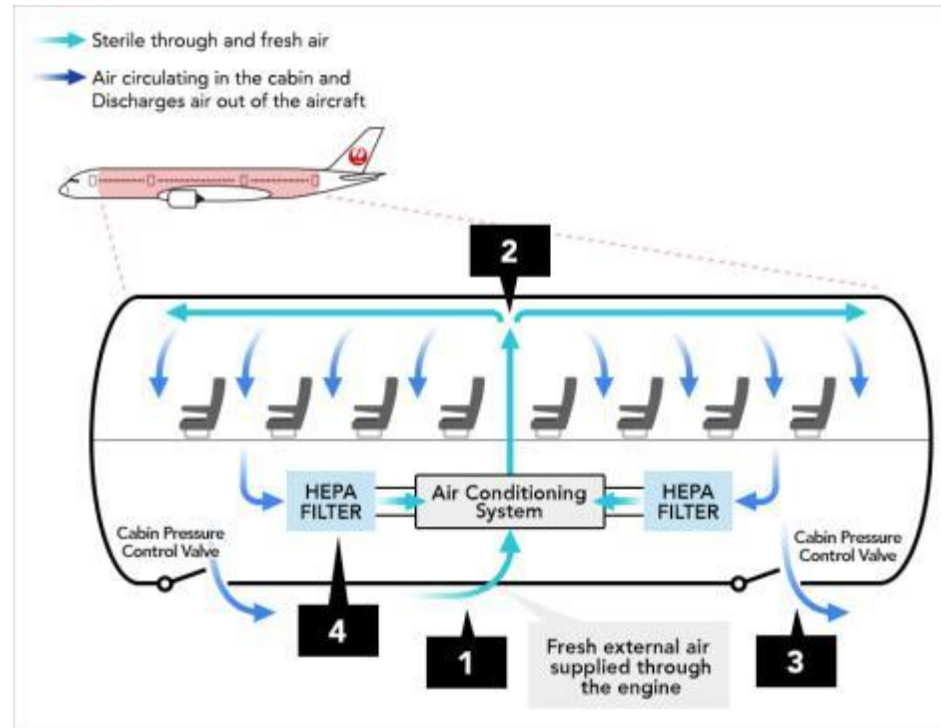 Sterile through and fresh air
Air circulating in the cabin and
Discharges air out of the aircraft
2
HEPA
FILTER
Air Conditioning
System
HEPA
FILTER
Cabin Pressure
Control Valve
Cabin Pressure
Control Valve
4
1
Fresh external air
supplied through
the engine
3